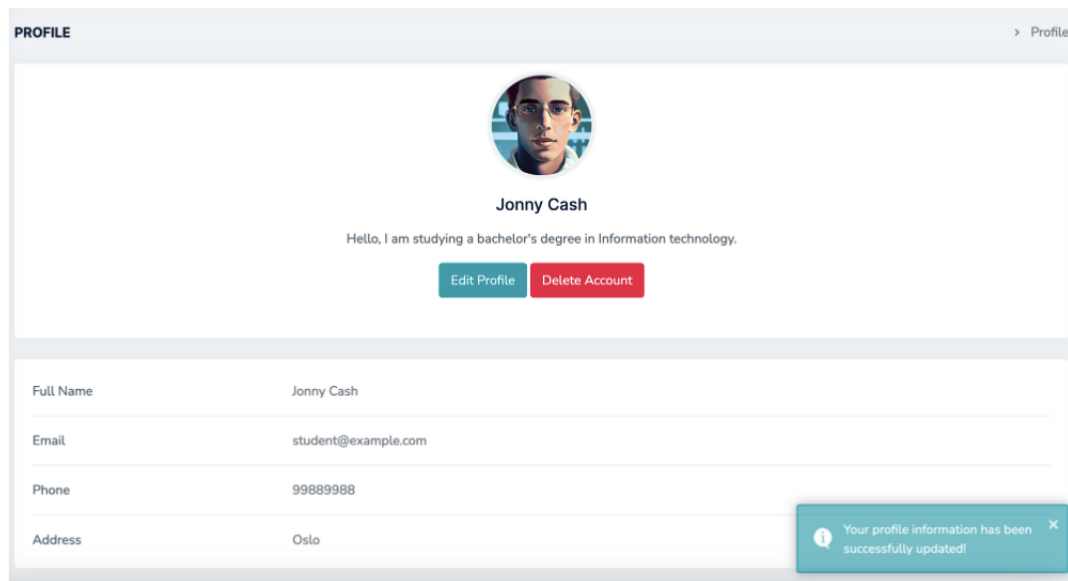 PROFILE
> Profile
Jonny Cash
Hello, I am studying a bachelor's degree in Information technology.
Edit Profile Delete Account
Full Name Jonny Cash
Email student@example.com
Phone 99889988
Address Oslo
Your profile information has been ×
successfully updated!